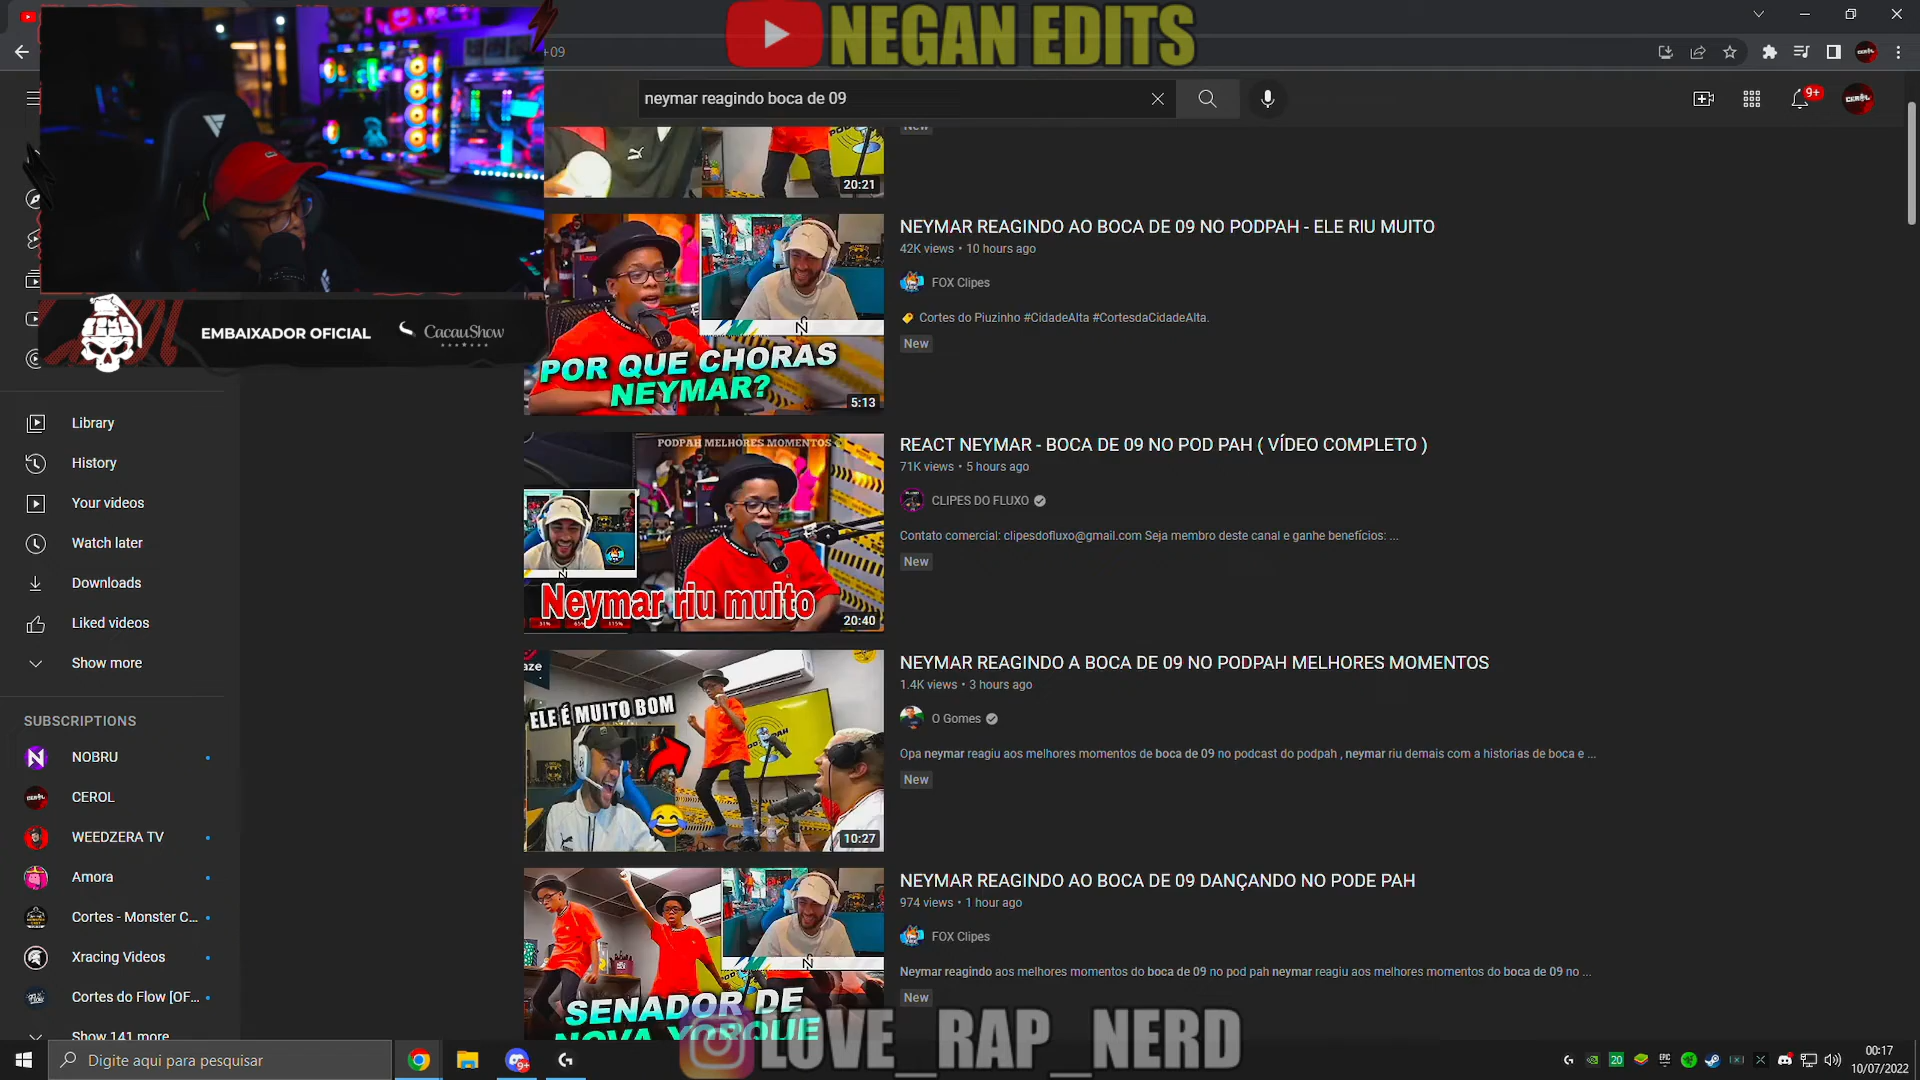 NEGAN EDITS
+09
neymar reagindo boca de 09
9+
CEROL
New
20:21
EMBAIXADOR OFICIAL
CacauShow
POR QUE CHORAS
NEYMAR?
5:13
NEYMAR REAGINDO AO BOCA DE 09 NO PODPAH - ELE RIU MUITO
42K views • 10 hours ago
FOX Clipes
Cortes do Piuzinho #CidadeAlta #CortesdaCidadeAlta.
New
PODPAH MELHORES MOMENTOS
Neymar riu muito
20:40
REACT NEYMAR - BOCA DE 09 NO POD PAH ( VÍDEO COMPLETO )
71K views • 5 hours ago
CLIPES DO FLUXO
Contato comercial: clipesdofluxo@gmail.com Seja membro deste canal e ganhe benefícios: ...
New
aze
ELE É MUITO BOM
10:27
NEYMAR REAGINDO A BOCA DE 09 NO PODPAH MELHORES MOMENTOS
1.4K views • 3 hours ago
O Gomes
Opa neymar reagiu aos melhores momentos de boca de 09 no podcast do podpah , neymar riu demais com a historias de boca e ...
New
SENADOR DE
NOVA YORQUE
NEYMAR REAGINDO AO BOCA DE 09 DANÇANDO NO PODE PAH
974 views • 1 hour ago
FOX Clipes
Neymar reagindo aos melhores momentos do boca de 09 no pod pah neymar reagiu aos melhores momentos do boca de 09 no ...
New
Library
History
Your videos
Watch later
Downloads
Liked videos
Show more
SUBSCRIPTIONS
NOBRU
CEROL
WEEDZERA TV
Amora
Cortes - Monster C...
Xracing Videos
Cortes do Flow [OF...
Show 141 more
LOVE_RAP_NERD
Digite aqui para pesquisar
9+
20
EPIC
00:17
10/07/2022